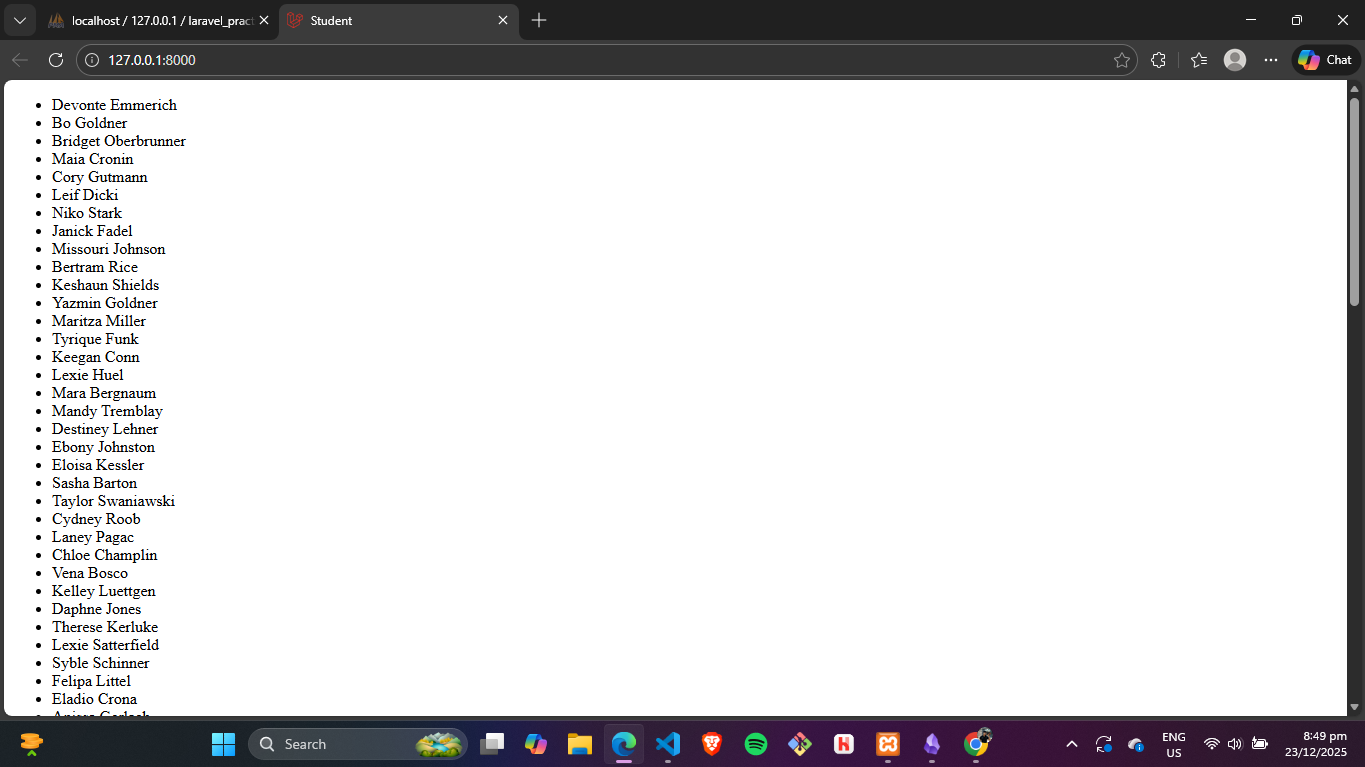 localhost / 127.0.0.1 / laravel_pract
Student
127.0.0.1:8000
Chat
Devonte Emmerich
Bo Goldner
Bridget Oberbrunner
Maia Cronin
Cory Gutmann
Leif Dicki
Niko Stark
Janick Fadel
Missouri Johnson
Bertram Rice
Keshaun Shields
Yazmin Goldner
Maritza Miller
Tyrique Funk
Keegan Conn
Lexie Huel
Mara Bergnaum
Mandy Tremblay
Destiney Lehner
Ebony Johnston
Eloisa Kessler
Sasha Barton
Taylor Swaniawski
Cydney Roob
Laney Pagac
Chloe Champlin
Vena Bosco
Kelley Luettgen
Daphne Jones
Therese Kerluke
Lexie Satterfield
Syble Schinner
Felipa Littel
Eladio Crona
Search
ENG
US
8:49 pm
23/12/2025